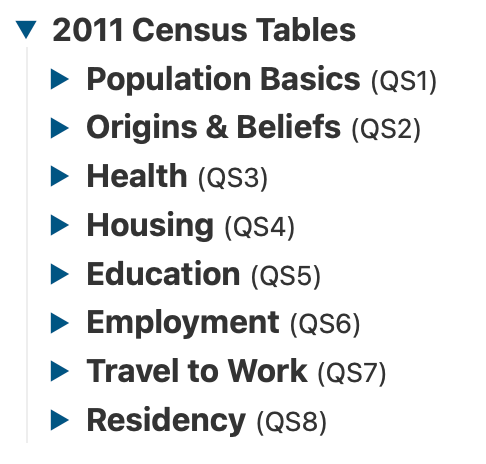 2011 Census Tables
Population Basics (QS1)
Origins & Beliefs (QS2)
Health (QS3)
Housing (QS4)
Education (QS5)
Employment (QS6)
Travel to Work (QS7)
Residency (QS8)